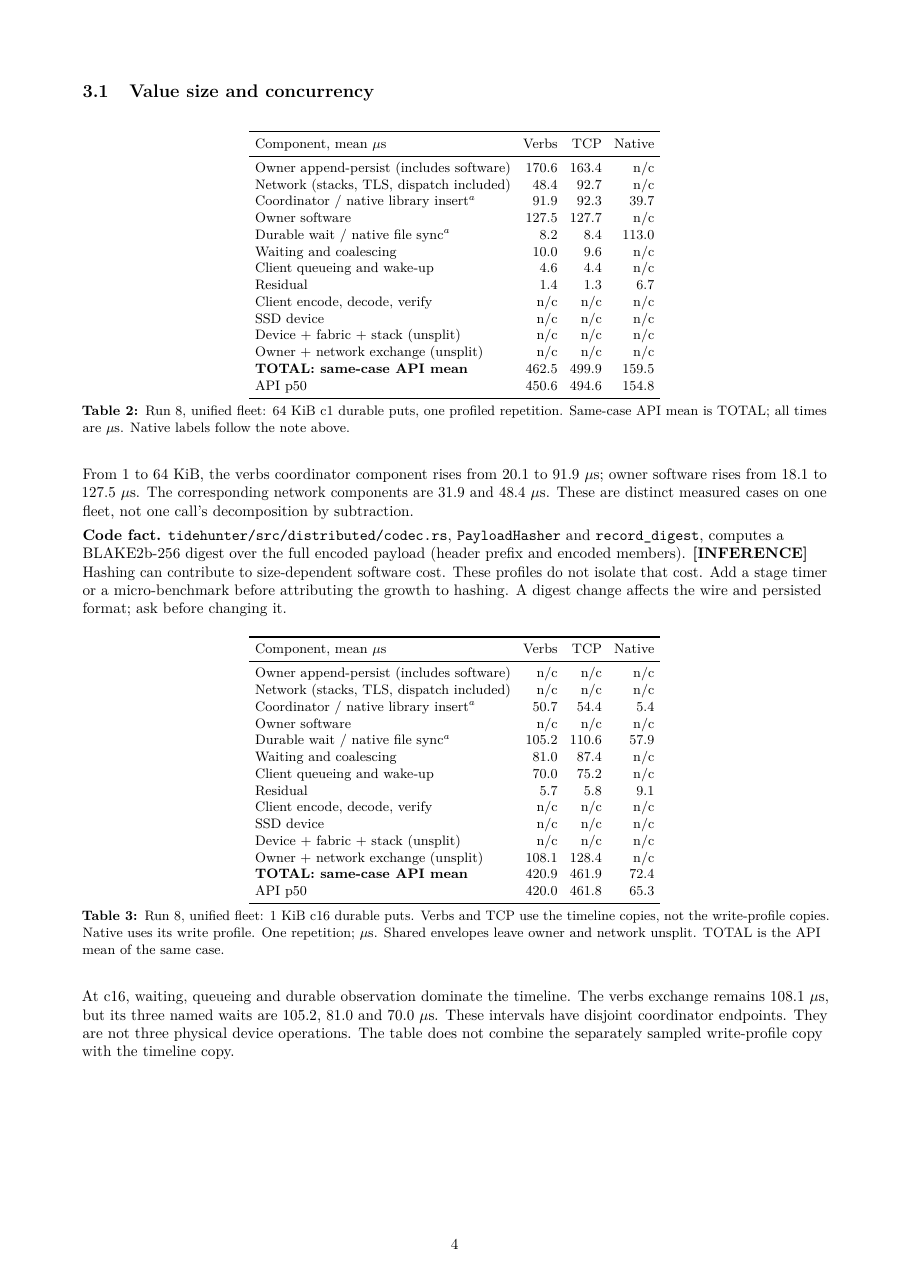 3.1 Value size and concurrency
Component, mean µs Verbs TCP Native
Owner append-persist (includes software) 170.6 163.4 n/c
Network (stacks, TLS, dispatch included) 48.4 92.7 n/c
Coordinator / native library insertᵃ 91.9 92.3 39.7
Owner software 127.5 127.7 n/c
Durable wait / native file syncᵃ 8.2 8.4 113.0
Waiting and coalescing 10.0 9.6 n/c
Client queueing and wake-up 4.6 4.4 n/c
Residual 1.4 1.3 6.7
Client encode, decode, verify n/c n/c n/c
SSD device n/c n/c n/c
Device + fabric + stack (unsplit) n/c n/c n/c
Owner + network exchange (unsplit) n/c n/c n/c
TOTAL: same-case API mean 462.5 499.9 159.5
API p50 450.6 494.6 154.8
Table 2: Run 8, unified fleet: 64 KiB c1 durable puts, one profiled repetition. Same-case API mean is TOTAL; all times
are µs. Native labels follow the note above.
From 1 to 64 KiB, the verbs coordinator component rises from 20.1 to 91.9 µs; owner software rises from 18.1 to
127.5 µs. The corresponding network components are 31.9 and 48.4 µs. These are distinct measured cases on one
fleet, not one call's decomposition by subtraction.
Code fact. tidehunter/src/distributed/codec.rs, PayloadHasher and record_digest, computes a
BLAKE2b-256 digest over the full encoded payload (header prefix and encoded members). [INFERENCE]
Hashing can contribute to size-dependent software cost. These profiles do not isolate that cost. Add a stage timer
or a micro-benchmark before attributing the growth to hashing. A digest change affects the wire and persisted
format; ask before changing it.
Component, mean µs Verbs TCP Native
Owner append-persist (includes software) n/c n/c n/c
Network (stacks, TLS, dispatch included) n/c n/c n/c
Coordinator / native library insertᵃ 50.7 54.4 5.4
Owner software n/c n/c n/c
Durable wait / native file syncᵃ 105.2 110.6 57.9
Waiting and coalescing 81.0 87.4 n/c
Client queueing and wake-up 70.0 75.2 n/c
Residual 5.7 5.8 9.1
Client encode, decode, verify n/c n/c n/c
SSD device n/c n/c n/c
Device + fabric + stack (unsplit) n/c n/c n/c
Owner + network exchange (unsplit) 108.1 128.4 n/c
TOTAL: same-case API mean 420.9 461.9 72.4
API p50 420.0 461.8 65.3
Table 3: Run 8, unified fleet: 1 KiB c16 durable puts. Verbs and TCP use the timeline copies, not the write-profile copies.
Native uses its write profile. One repetition; µs. Shared envelopes leave owner and network unsplit. TOTAL is the API
mean of the same case.
At c16, waiting, queueing and durable observation dominate the timeline. The verbs exchange remains 108.1 µs,
but its three named waits are 105.2, 81.0 and 70.0 µs. These intervals have disjoint coordinator endpoints. They
are not three physical device operations. The table does not combine the separately sampled write-profile copy
with the timeline copy.
4